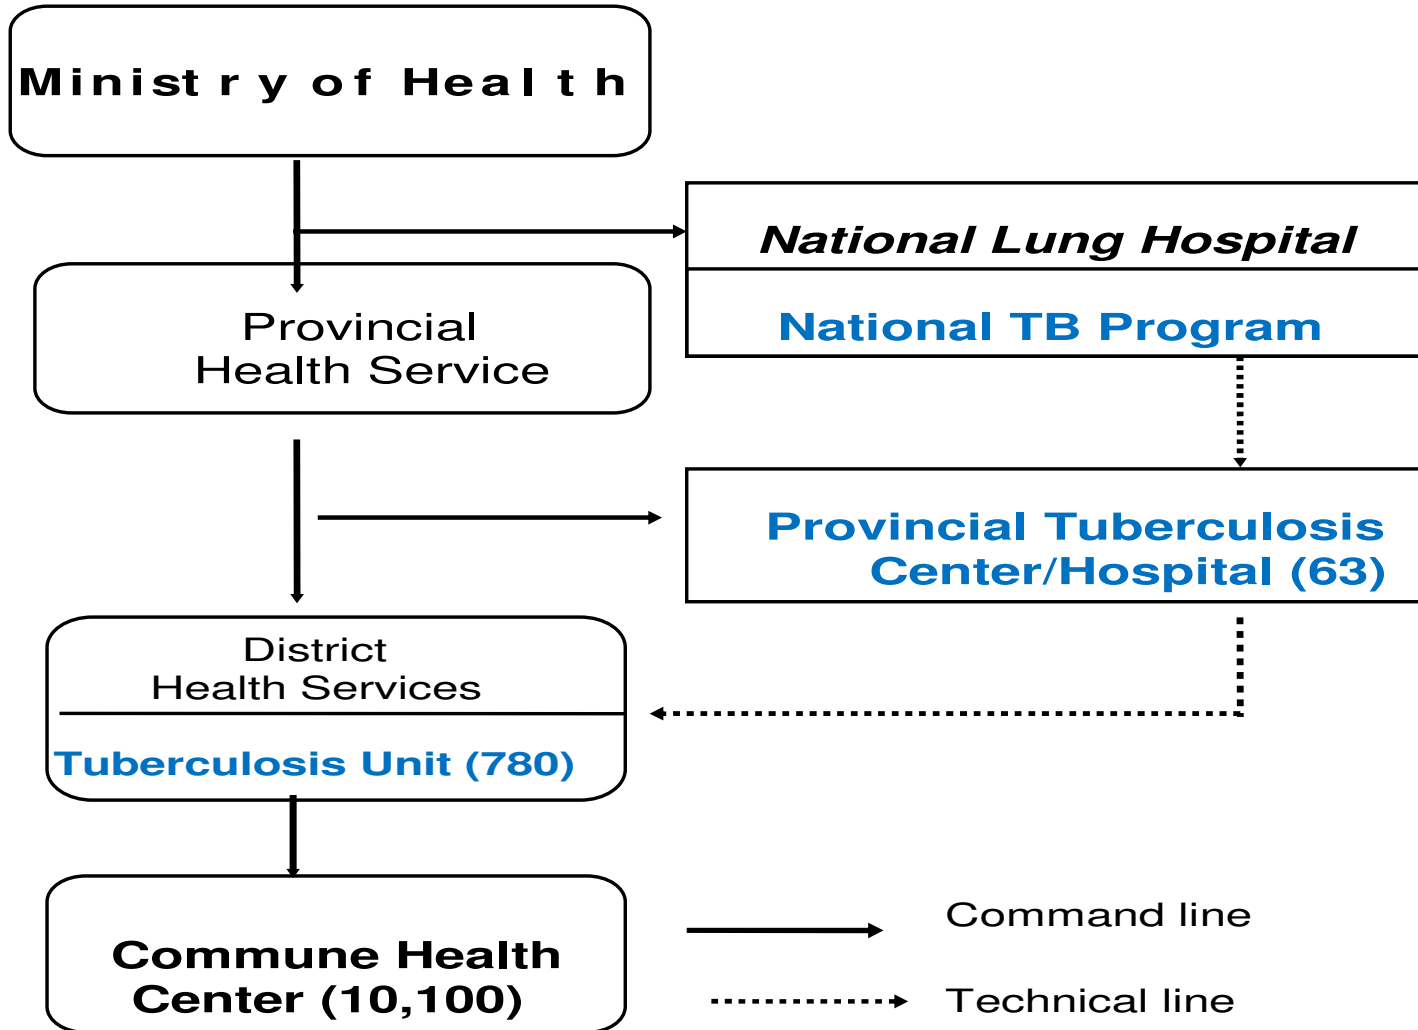 Ministry of Health
National Lung Hospital
National TB Program
Provincial
Health Service
Provincial Tuberculosis
Center/Hospital (63)
District
Health Services
Tuberculosis Unit (780)
Commune Health
Center (10,100)
Command line
Technical line